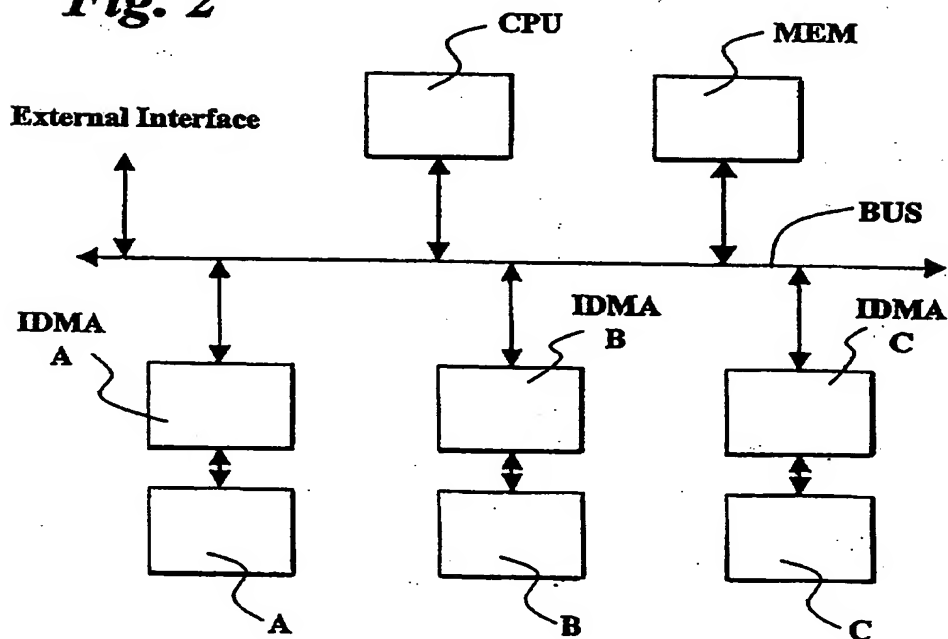 Fig. 2
CPU
MEM
External Interface
BUS
IDMA
A
IDMA
B
IDMA
C
A
B
C